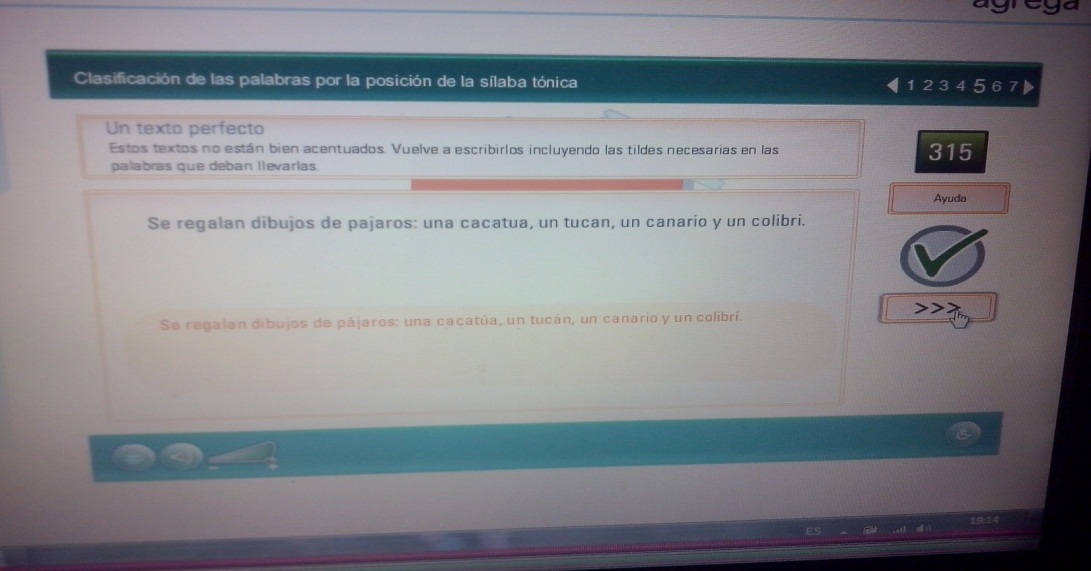 agrega
Clasificación de las palabras por la posición de la sílaba tónica
1 2 3 4 5 6 7
Un texto perfecto
Estos textos no están bien acentuados. Vuelve a escribirlos incluyendo las tildes necesarias en las
palabras que deban llevarlas.
315
Ayuda
Se regalan dibujos de pajaros: una cacatua, un tucan, un canario y un colibri.
>>>
Se regalan dibujos de pájaros: una cacatúa, un tucán, un canario y un colibrí.
ES
19:14